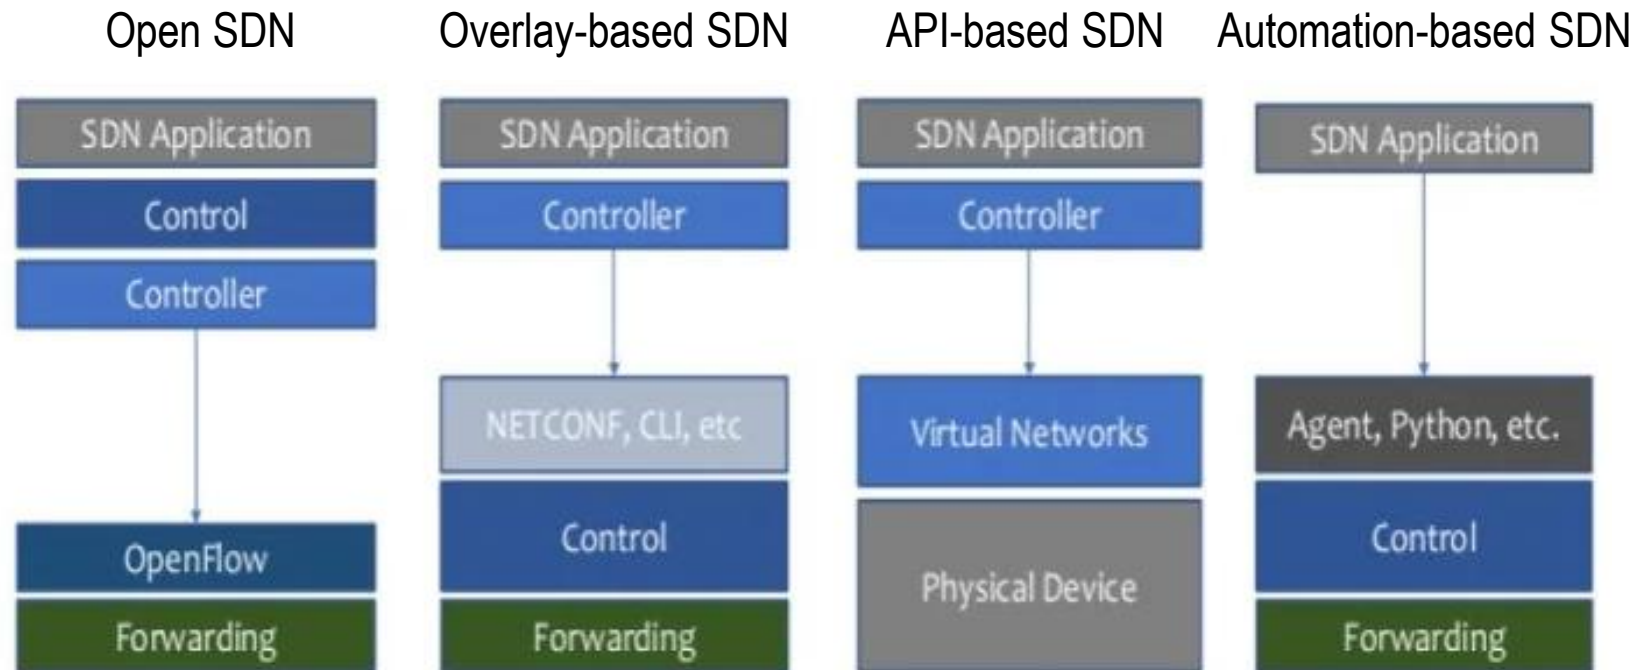 Open SDN
SDN Application
Control
Controller
OpenFlow
Forwarding
Overlay-based SDN
SDN Application
Controller
NETCONF, CLI, etc
Control
Forwarding
API-based SDN
SDN Application
Controller
Virtual Networks
Physical Device
Automation-based SDN
SDN Application
Agent, Python, etc.
Control
Forwarding